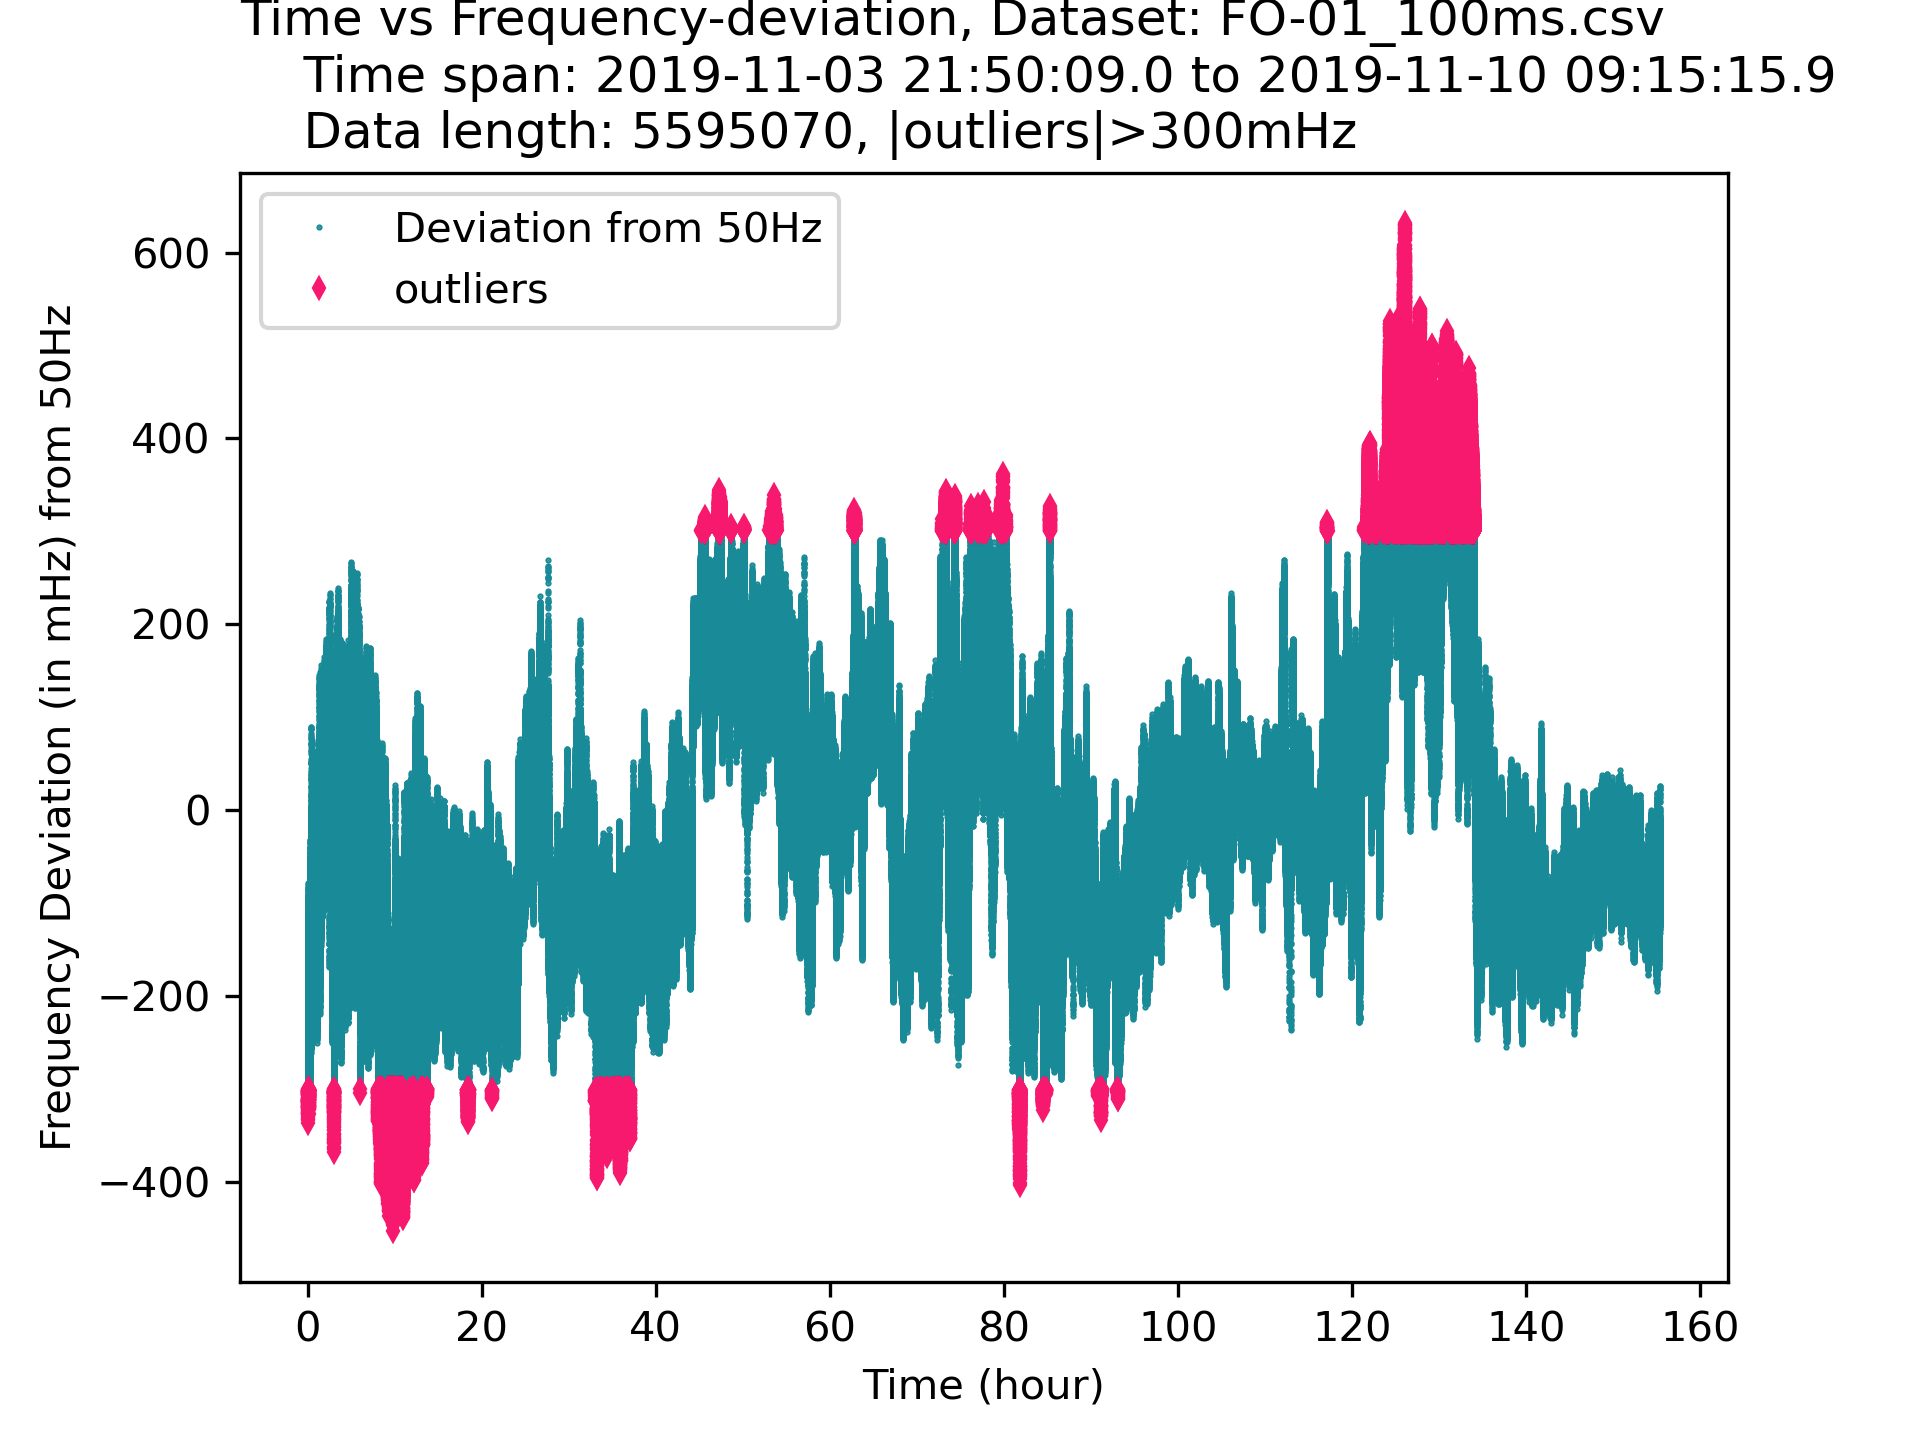 Time vs Frequency-deviation, Dataset: FO-01_100ms.csv
Time span: 2019-11-03 21:50:09.0 to 2019-11-10 09:15:15.9
Data length: 5595070, |outliers|>300mHz
Deviation from 50Hz
outliers
Frequency Deviation (in mHz) from 50Hz
600
400
200
0
−200
−400
0 20 40 60 80 100 120 140 160
Time (hour)